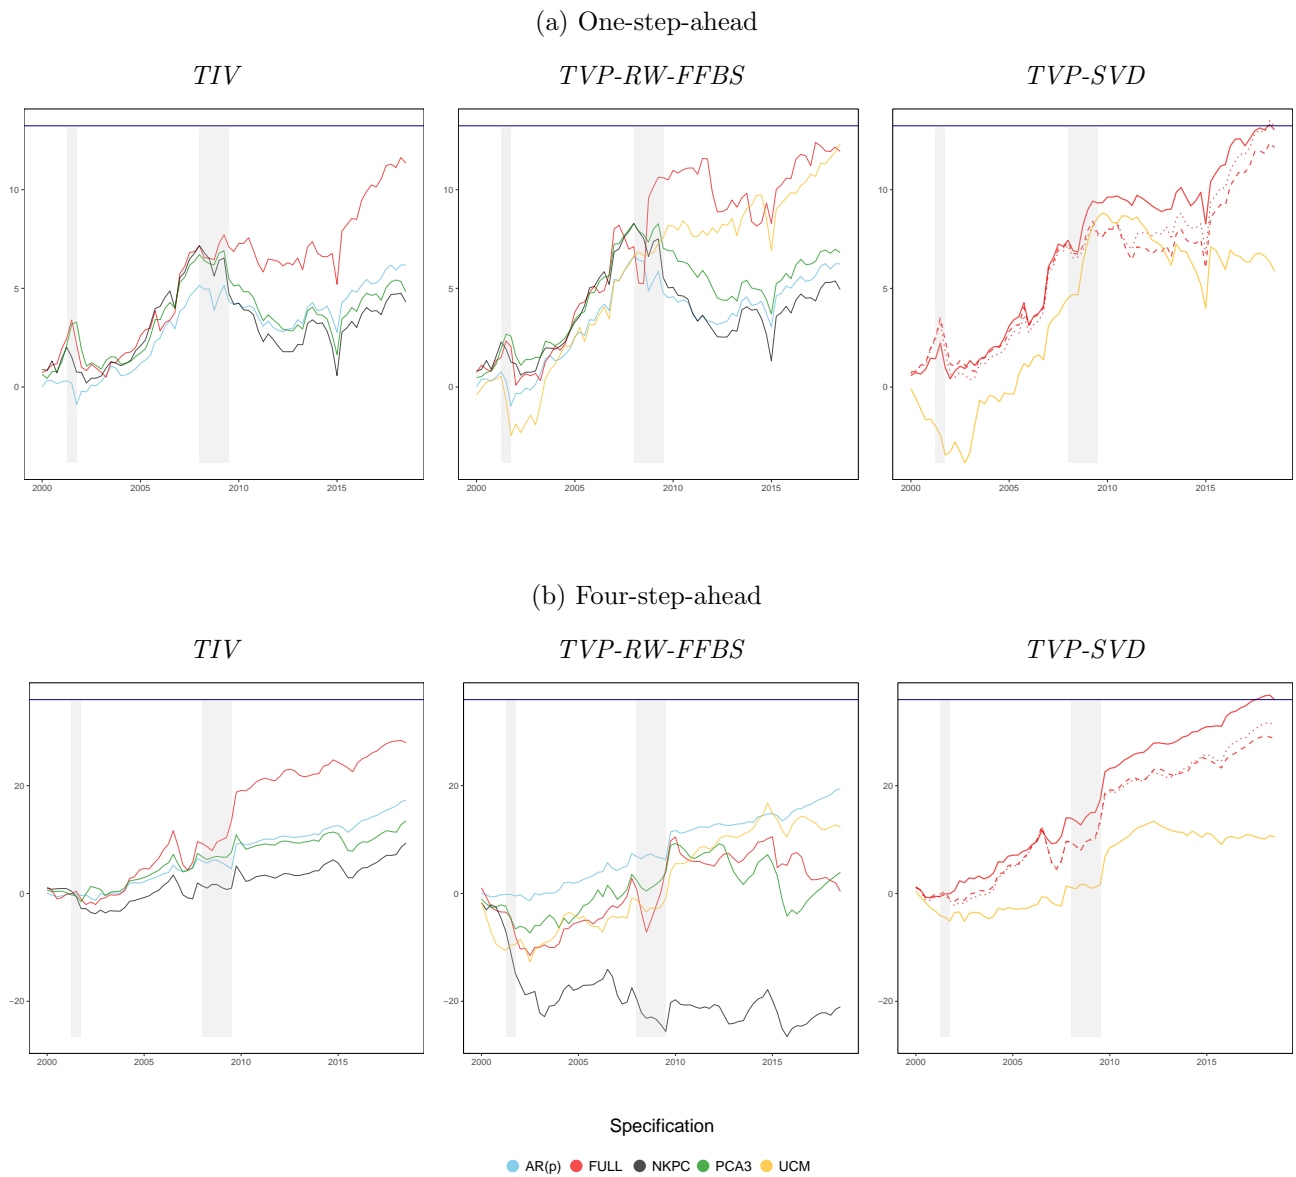 (a) One-step-ahead
TIV TVP-RW-FFBS TVP-SVD
10 10 10
5 5 5
0 0 0
2000 2005 2010 2015 2000 2005 2010 2015 2000 2005 2010 2015
(b) Four-step-ahead
TIV TVP-RW-FFBS TVP-SVD
20 20 20
0 0 0
−20 −20 −20
2000 2005 2010 2015 2000 2005 2010 2015 2000 2005 2010 2015
Specification
AR(p) FULL NKPC PCA3 UCM